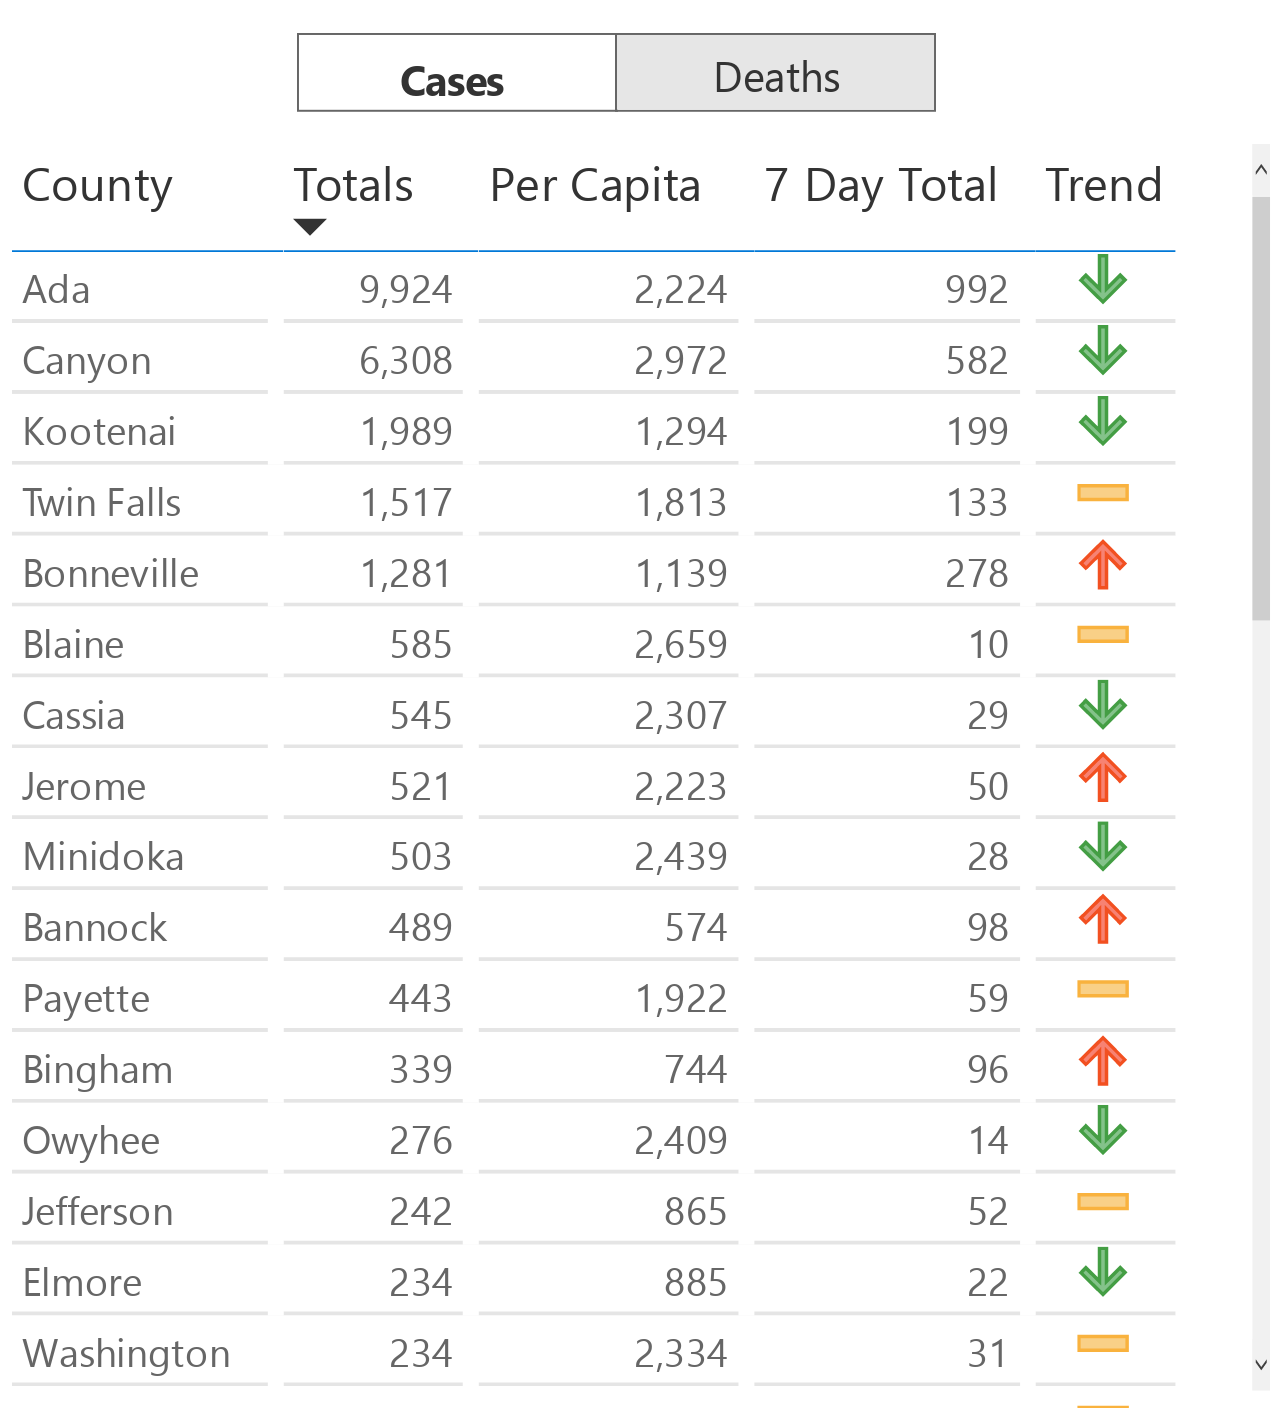 Cases Deaths
County Totals Per Capita 7 Day Total Trend
Ada 9,924 2,224 992
Canyon 6,308 2,972 582
Kootenai 1,989 1,294 199
Twin Falls 1,517 1,813 133
Bonneville 1,281 1,139 278
Blaine 585 2,659 10
Cassia 545 2,307 29
Jerome 521 2,223 50
Minidoka 503 2,439 28
Bannock 489 574 98
Payette 443 1,922 59
Bingham 339 744 96
Owyhee 276 2,409 14
Jefferson 242 865 52
Elmore 234 885 22
Washington 234 2,334 31